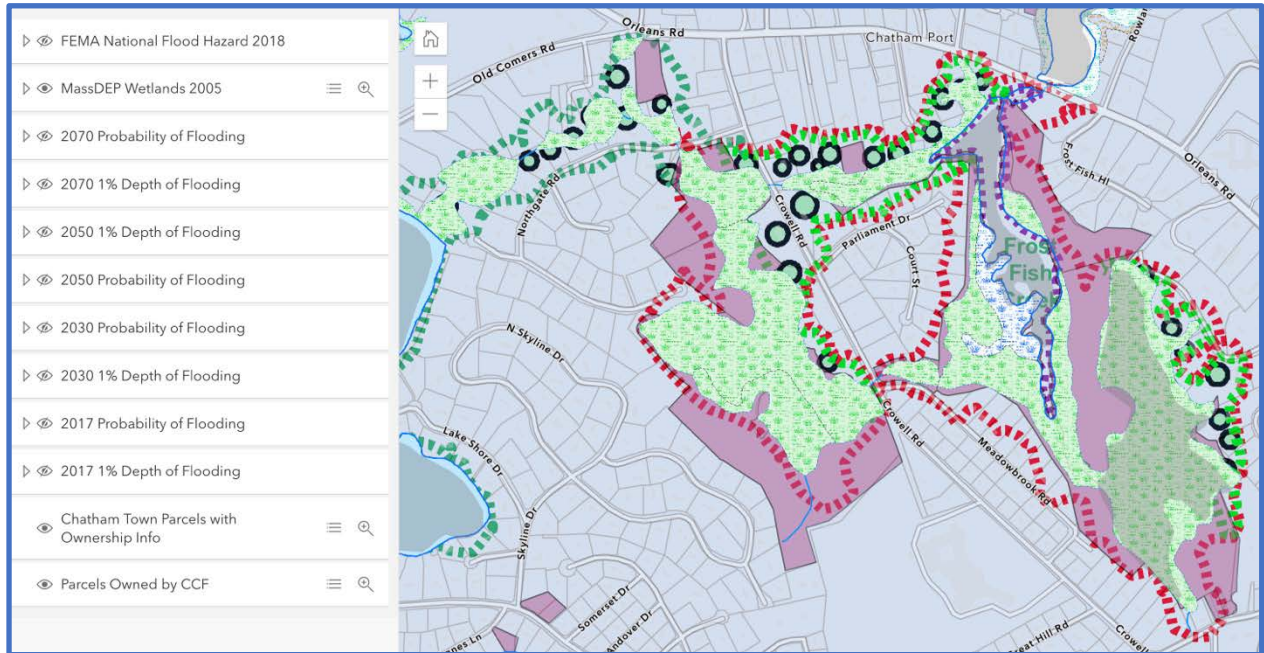 FEMA National Flood Hazard 2018
MassDEP Wetlands 2005
2070 Probability of Flooding
2070 1% Depth of Flooding
2050 1% Depth of Flooding
2050 Probability of Flooding
2030 Probability of Flooding
2030 1% Depth of Flooding
2017 Probability of Flooding
2017 1% Depth of Flooding
Chatham Town Parcels with
Ownership Info
Parcels Owned by CCF
Orleans Rd
Chatham Port
Old Comers Rd
Frost Fish Hl
Orleans Rd
Northgate Rd
Crowell Rd
Parliament Dr
Court St
Frost
Fish
N Skyline Dr
Lake Shore Dr
Skyline Dr
Crowell Rd
Meadowbrook Rd
Somerset Dr
Andover Dr
Hill Rd